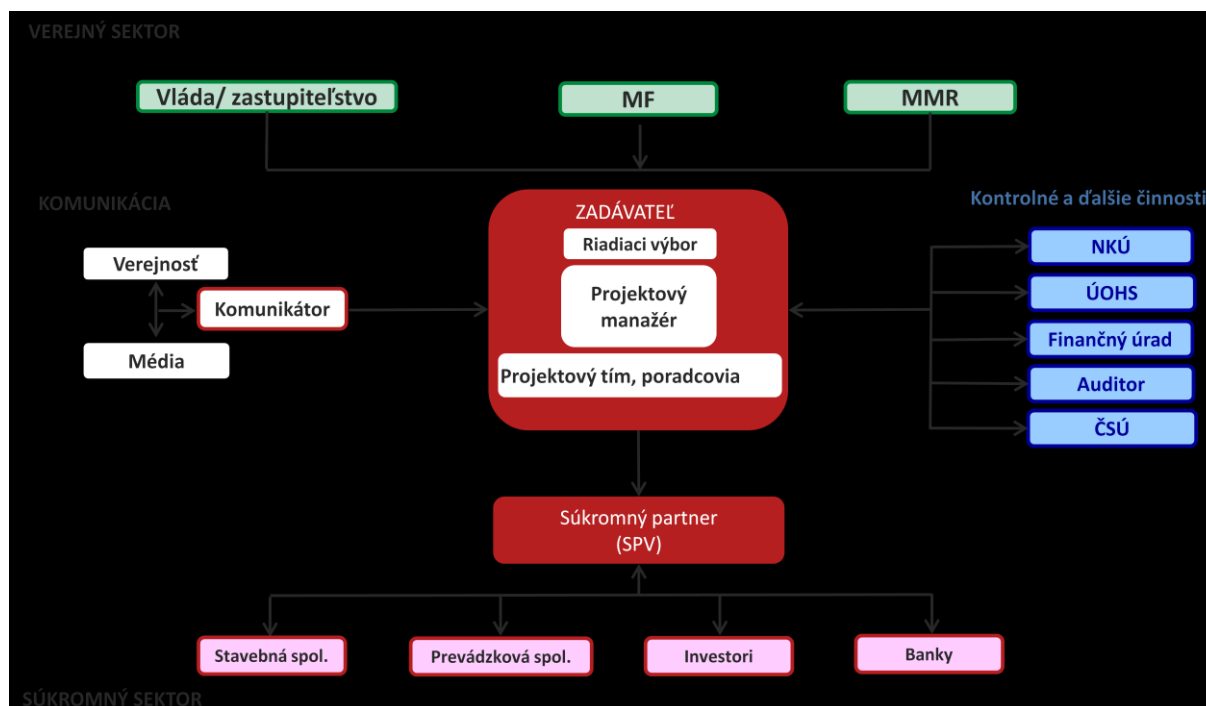 VEREJNÝ SEKTOR
Vláda/ zastupiteľstvo
MF
MMR
KOMUNIKÁCIA
Verejnosť
Komunikátor
Média
ZADÁVATEĽ
Riadiaci výbor
Projektový
manažér
Projektový tím, poradcovia
Kontrolné a ďalšie činnosti
NKÚ
ÚOHS
Finančný úrad
Auditor
ČSÚ
Súkromný partner
(SPV)
Stavebná spol.
Prevádzková spol.
Investori
Banky
SÚKROMNÝ SEKTOR